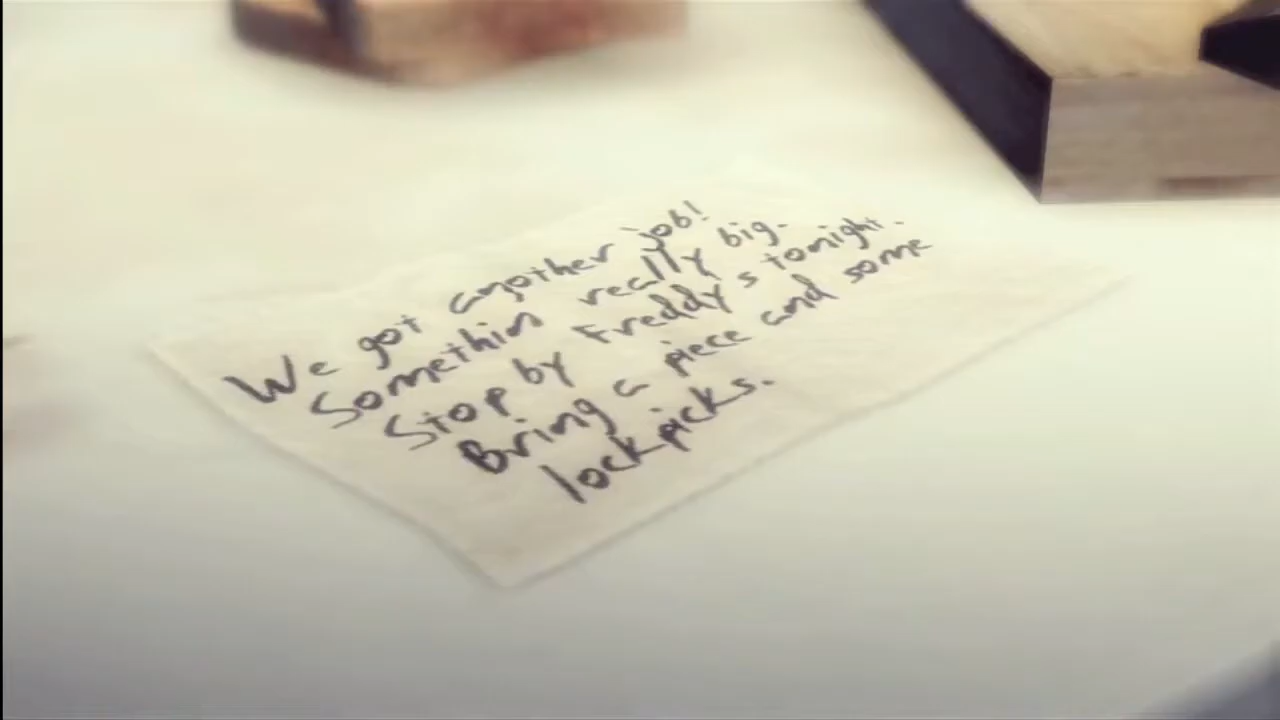 We got another job!
Somethin really big.
Stop by Freddy s tonight.
Bring a piece and some
lockpicks.